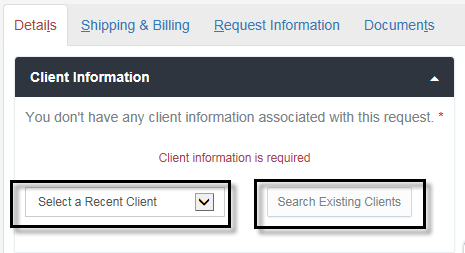 Details Shipping & Billing Request Information Documents
Client Information
You don't have any client information associated with this request. *
Client information is required
Select a Recent Client Search Existing Clients